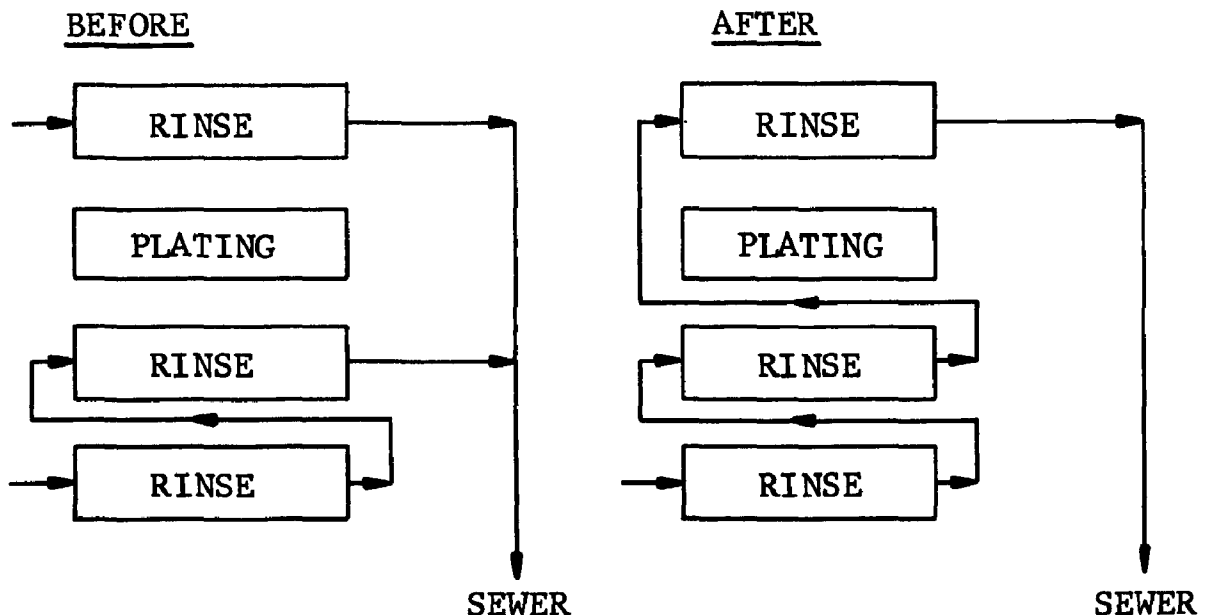 BEFORE
RINSE
PLATING
RINSE
RINSE
SEWER
AFTER
RINSE
PLATING
RINSE
RINSE
SEWER